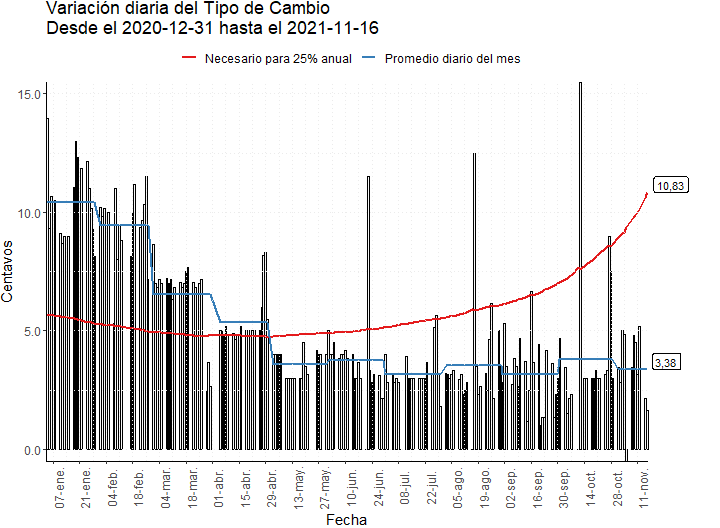 Variación diaria del Tipo de Cambio
Desde el 2020-12-31 hasta el 2021-11-16
Necesario para 25% anual Promedio diario del mes
15.0
10.0
5.0
0.0
Centavos
10,83
3,38
07-ene. 21-ene. 04-feb. 18-feb. 04-mar. 18-mar. 01-abr. 15-abr. 29-abr. 13-may. 27-may. 10-jun. 24-jun. 08-jul. 22-jul. 05-ago. 19-ago. 02-sep. 16-sep. 30-sep. 14-oct. 28-oct. 11-nov.
Fecha